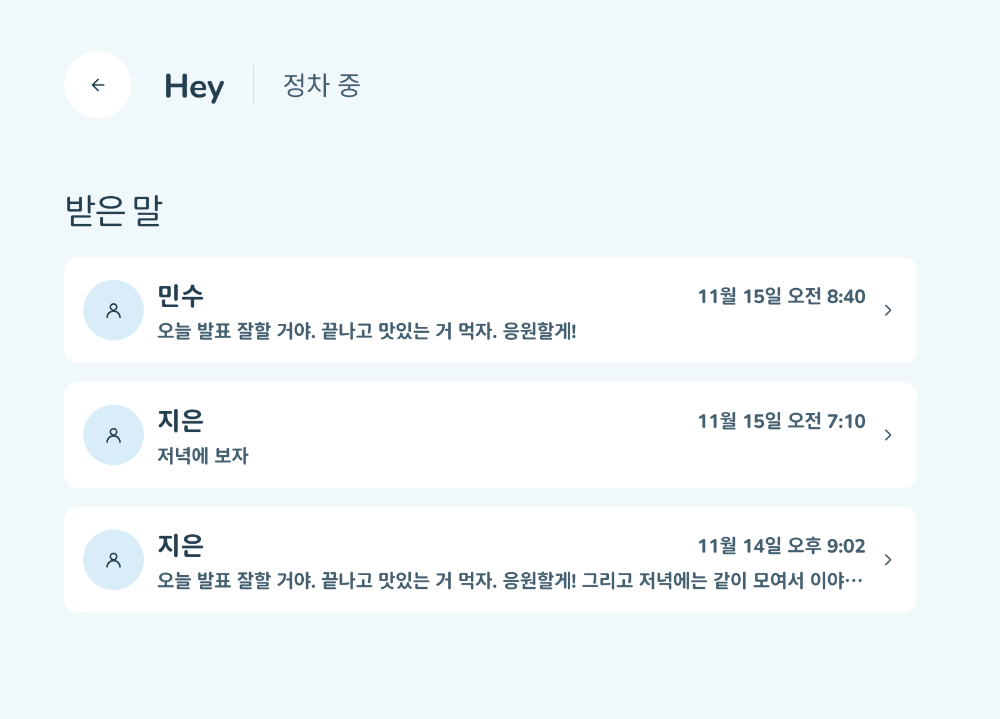 Hey
정차 중
받은 말
민수
11월 15일 오전 8:40
오늘 발표 잘할 거야. 끝나고 맛있는 거 먹자. 응원할게!
지은
11월 15일 오전 7:10
저녁에 보자
지은
11월 14일 오후 9:02
오늘 발표 잘할 거야. 끝나고 맛있는 거 먹자. 응원할게! 그리고 저녁에는 같이 모여서 이야…